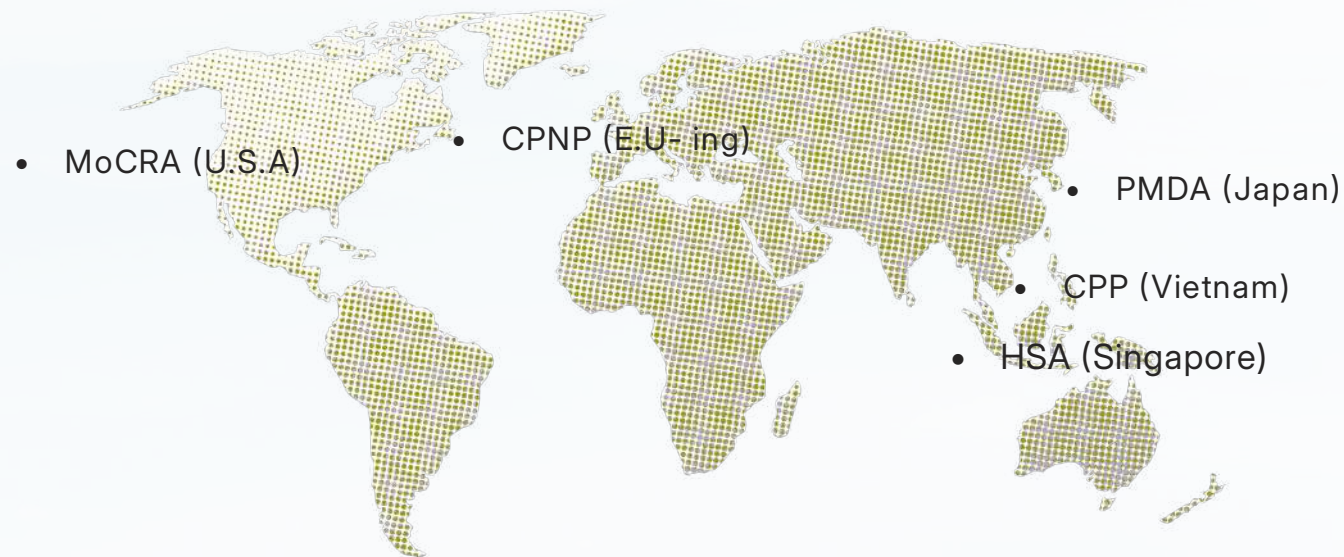 • CPNP (E.U- ing)
• MoCRA (U.S.A)
• PMDA (Japan)
• CPP (Vietnam)
• HSA (Singapore)